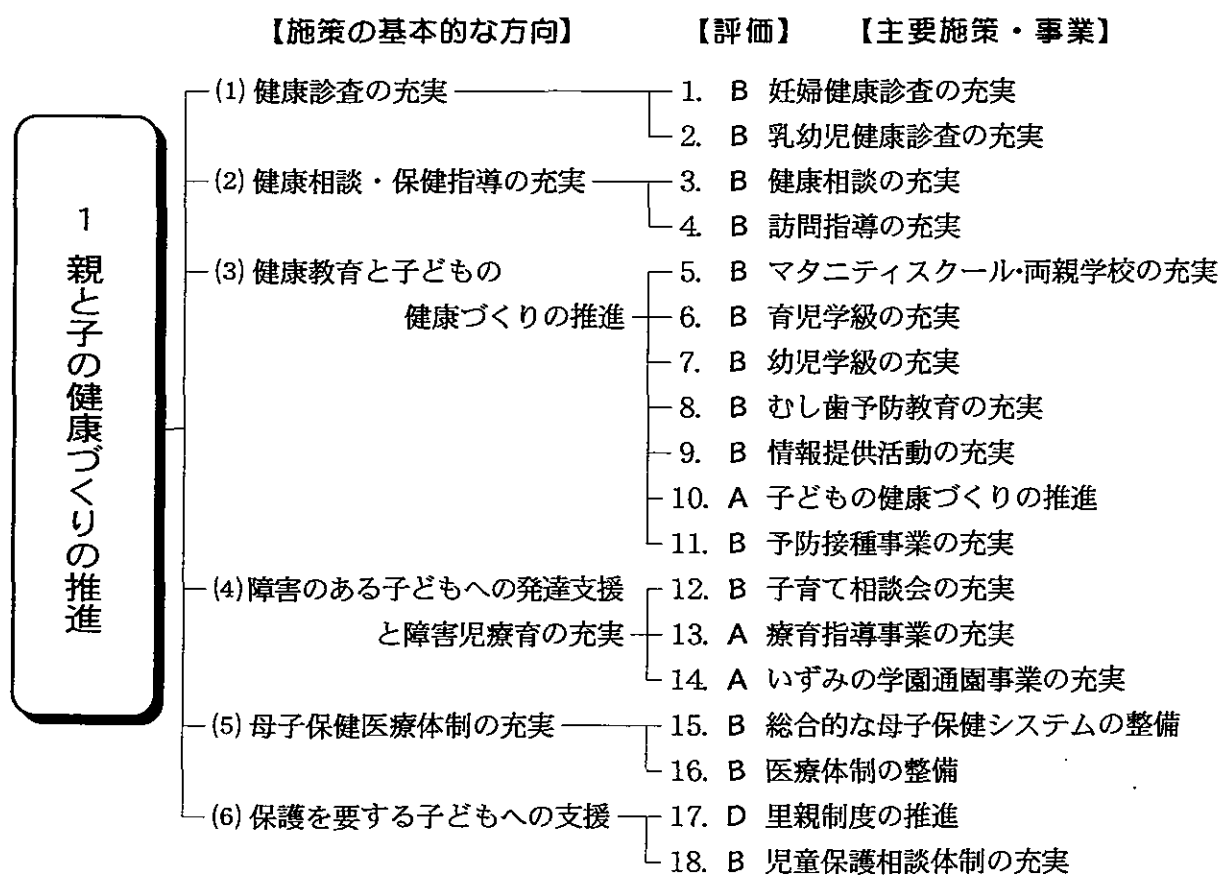 【施策の基本的な方向】 【評価】 【主要施策・事業】
1 親と子の健康づくりの推進
(1) 健康診査の充実 1. B 妊婦健康診査の充実
2. B 乳幼児健康診査の充実
(2) 健康相談・保健指導の充実 3. B 健康相談の充実
4. B 訪問指導の充実
(3) 健康教育と子どもの 5. B マタニティスクール・両親学校の充実
健康づくりの推進 6. B 育児学級の充実
7. B 幼児学級の充実
8. B むし歯予防教育の充実
9. B 情報提供活動の充実
10. A 子どもの健康づくりの推進
11. B 予防接種事業の充実
(4) 障害のある子どもへの発達支援 12. B 子育て相談会の充実
と障害児療育の充実 13. A 療育指導事業の充実
14. A いずみの学園通園事業の充実
(5) 母子保健医療体制の充実 15. B 総合的な母子保健システムの整備
16. B 医療体制の整備
(6) 保護を要する子どもへの支援 17. D 里親制度の推進
18. B 児童保護相談体制の充実